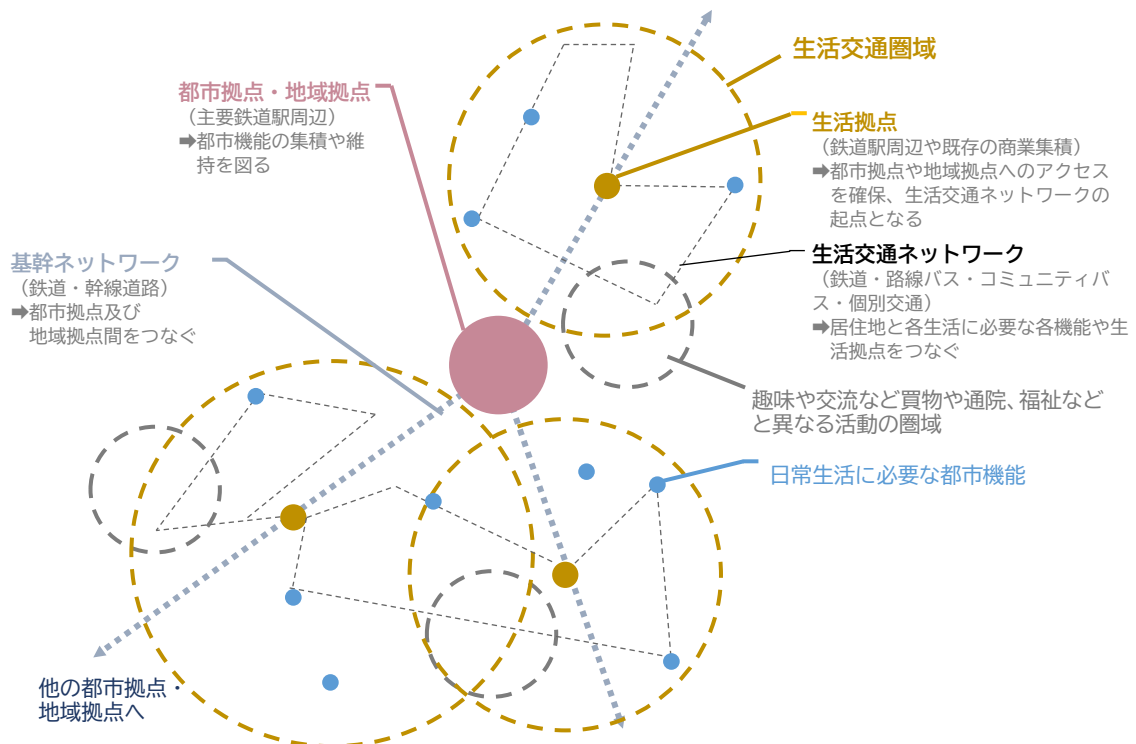 生活交通圏域
都市拠点・地域拠点
（主要鉄道駅周辺）
➡都市機能の集積や維
持を図る
生活拠点
（鉄道駅周辺や既存の商業集積）
➡都市拠点や地域拠点へのアクセス
を確保、生活交通ネットワークの
起点となる
基幹ネットワーク
（鉄道・幹線道路）
➡都市拠点及び
地域拠点間をつなぐ
生活交通ネットワーク
（鉄道・路線バス・コミュニティバ
ス・個別交通）
➡居住地と各生活に必要な各機能や生
活拠点をつなぐ
趣味や交流など買物や通院、福祉など
と異なる活動の圏域
日常生活に必要な都市機能
他の都市拠点・
地域拠点へ